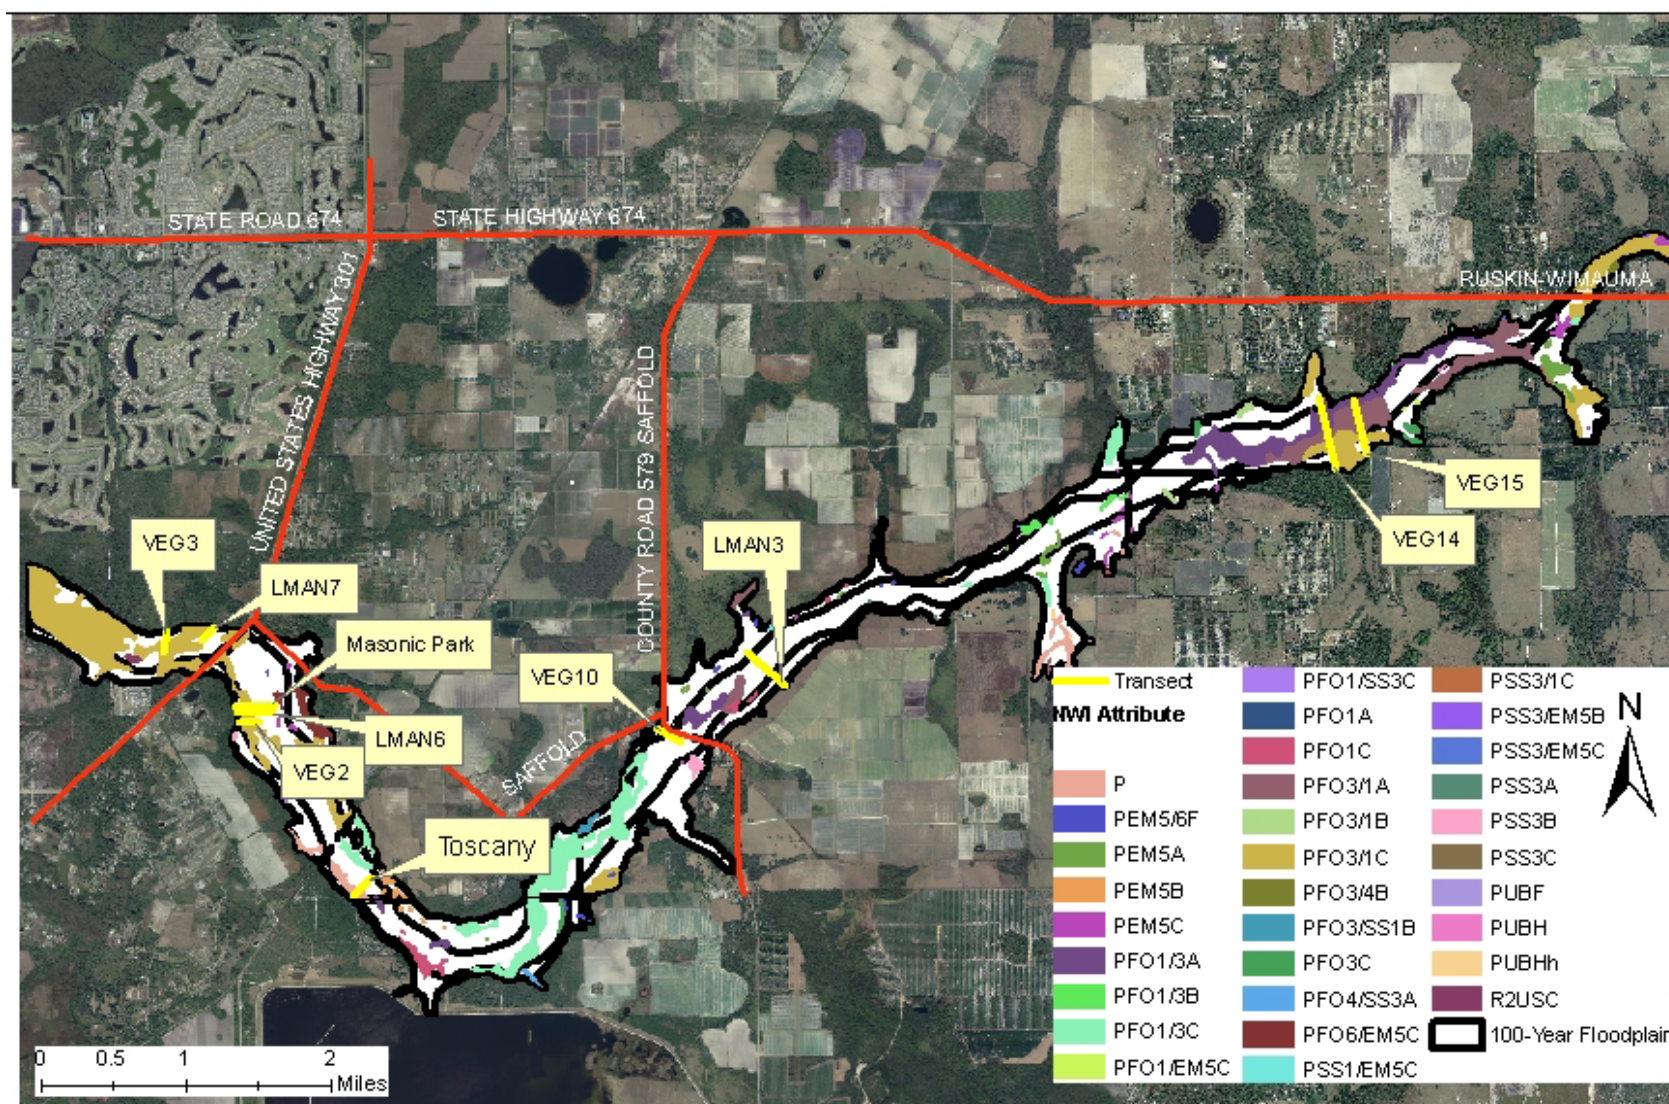 STATE ROAD 674
STATE HIGHWAY 674
RUSKIN-WIMAUMA
UNITED STATES HIGHWAY 301
COUNTY ROAD 579 SAFFOLD
SAFFOLD
VEG3
LMAN7
Masonic Park
VEG10
LMAN3
VEG15
VEG14
LMAN6
VEG2
Toscany
Transect
NWI Attribute
P
PEM5/6F
PEM5A
PEM5B
PEM5C
PFO1/3A
PFO1/3B
PFO1/3C
PFO1/EM5C
PFO1/SS3C
PFO1A
PFO1C
PFO3/1A
PFO3/1B
PFO3/1C
PFO3/4B
PFO3/SS1B
PFO3C
PFO4/SS3A
PFO6/EM5C
PSS1/EM5C
PSS3/1C
PSS3/EM5B
PSS3/EM5C
PSS3A
PSS3B
PSS3C
PUBF
PUBH
PUBHh
R2USC
100-Year Floodplain
N
0 0.5 1 2
Miles